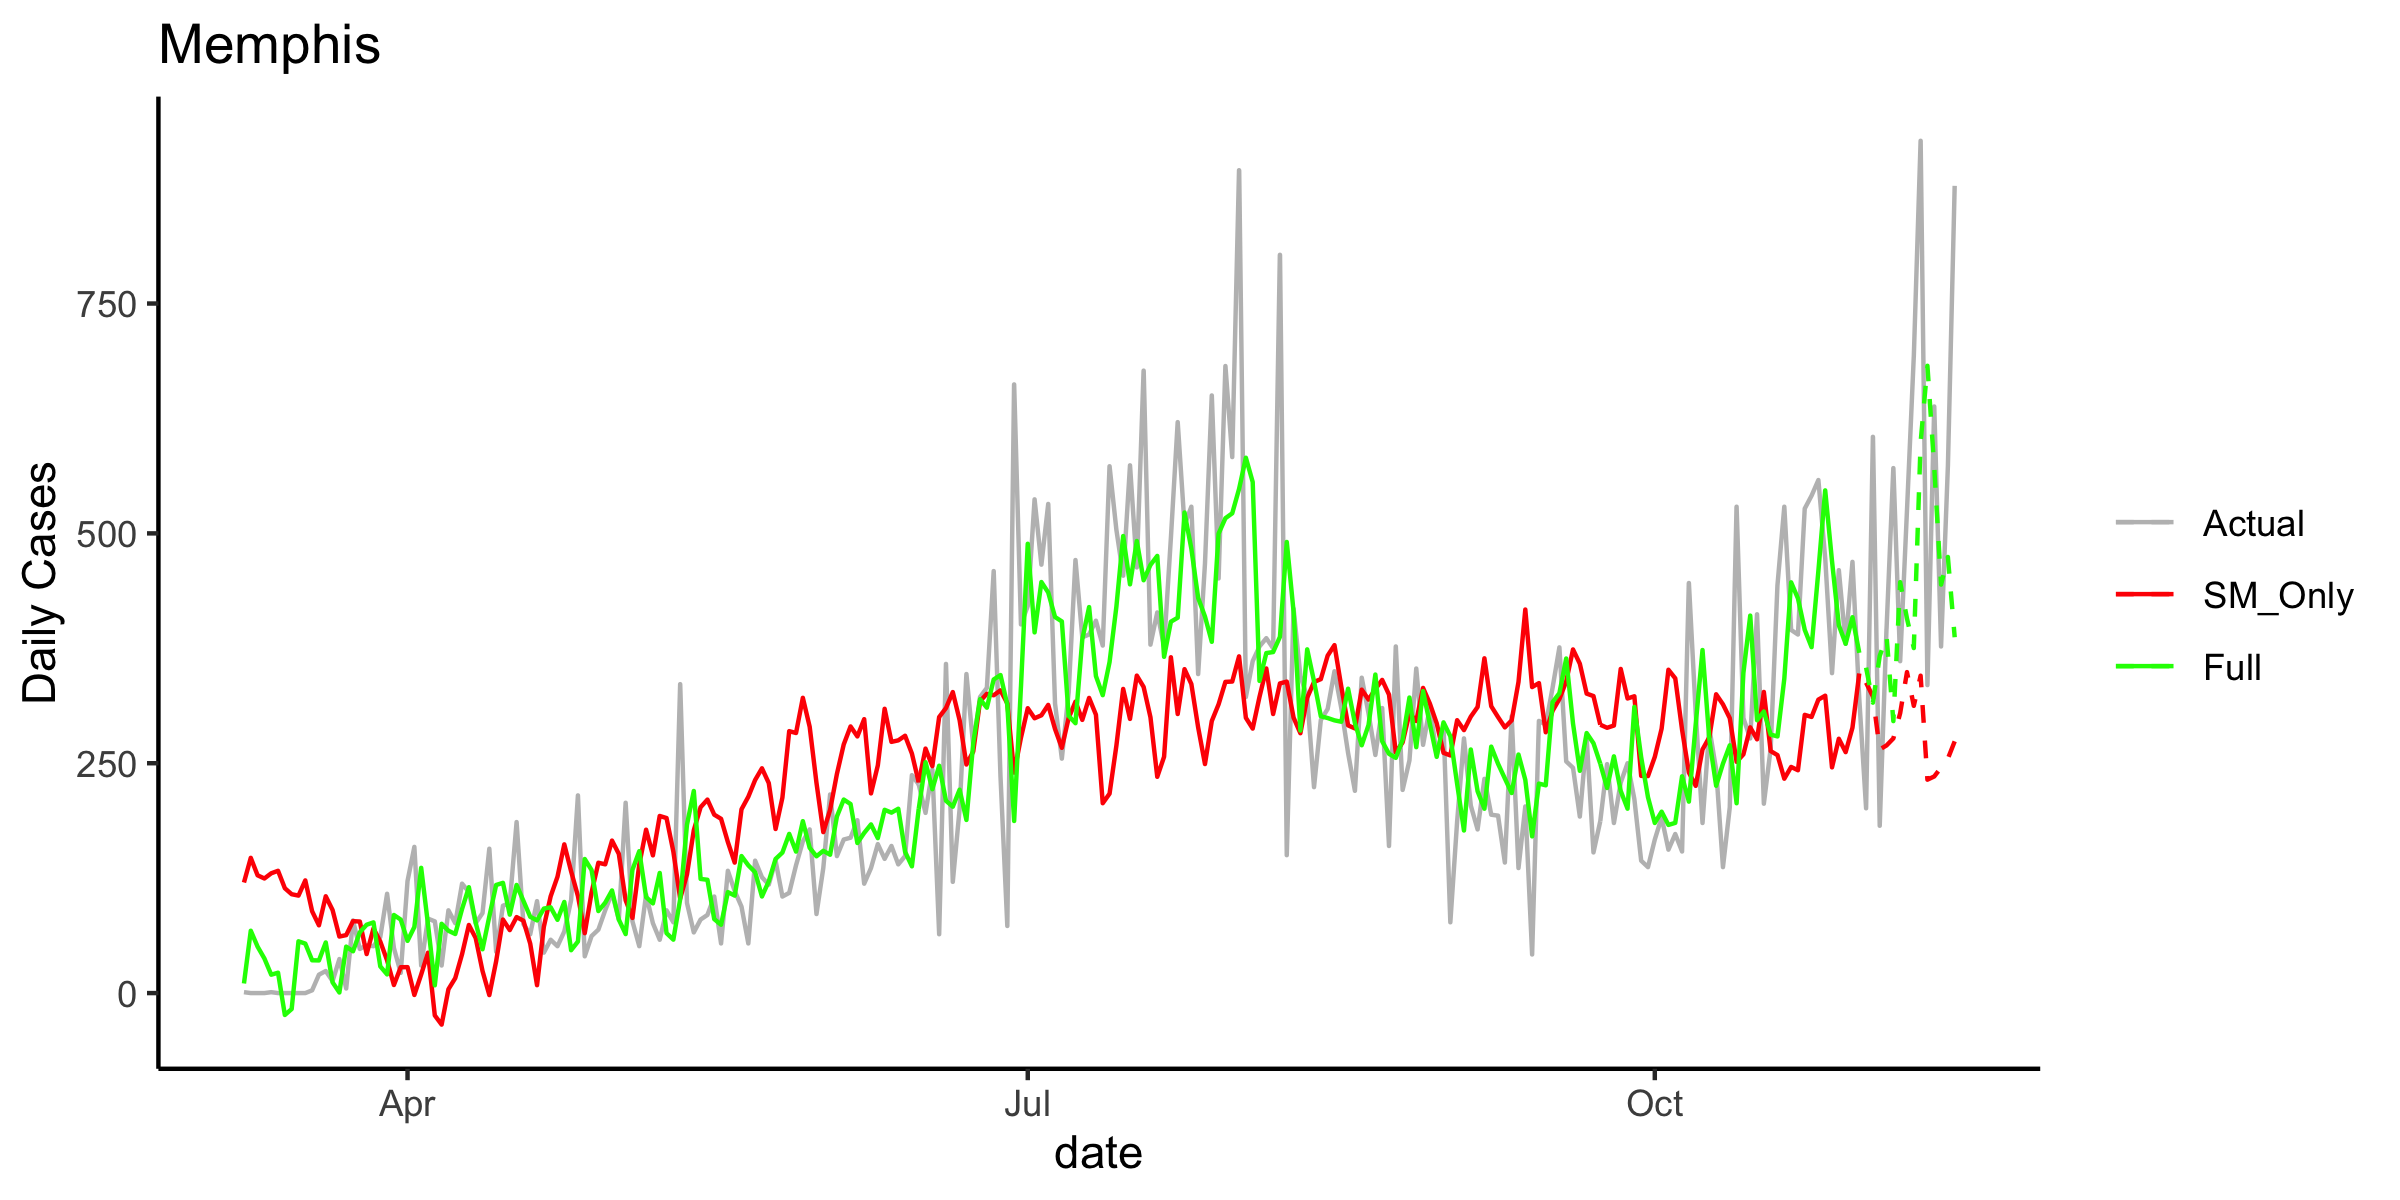 Memphis
Daily Cases
750
500
250
0
Apr
Jul
Oct
date
Actual
SM_Only
Full